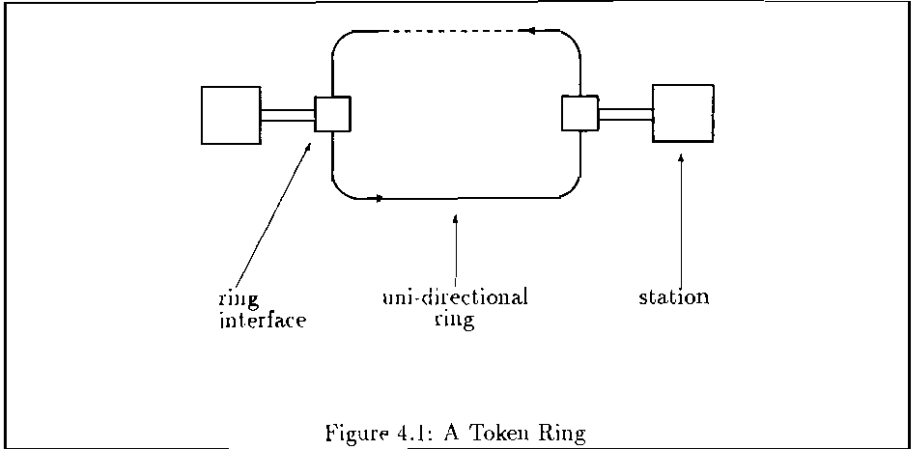 ring
interface
uni-directional
ring
station
Figure 4.1: A Token Ring